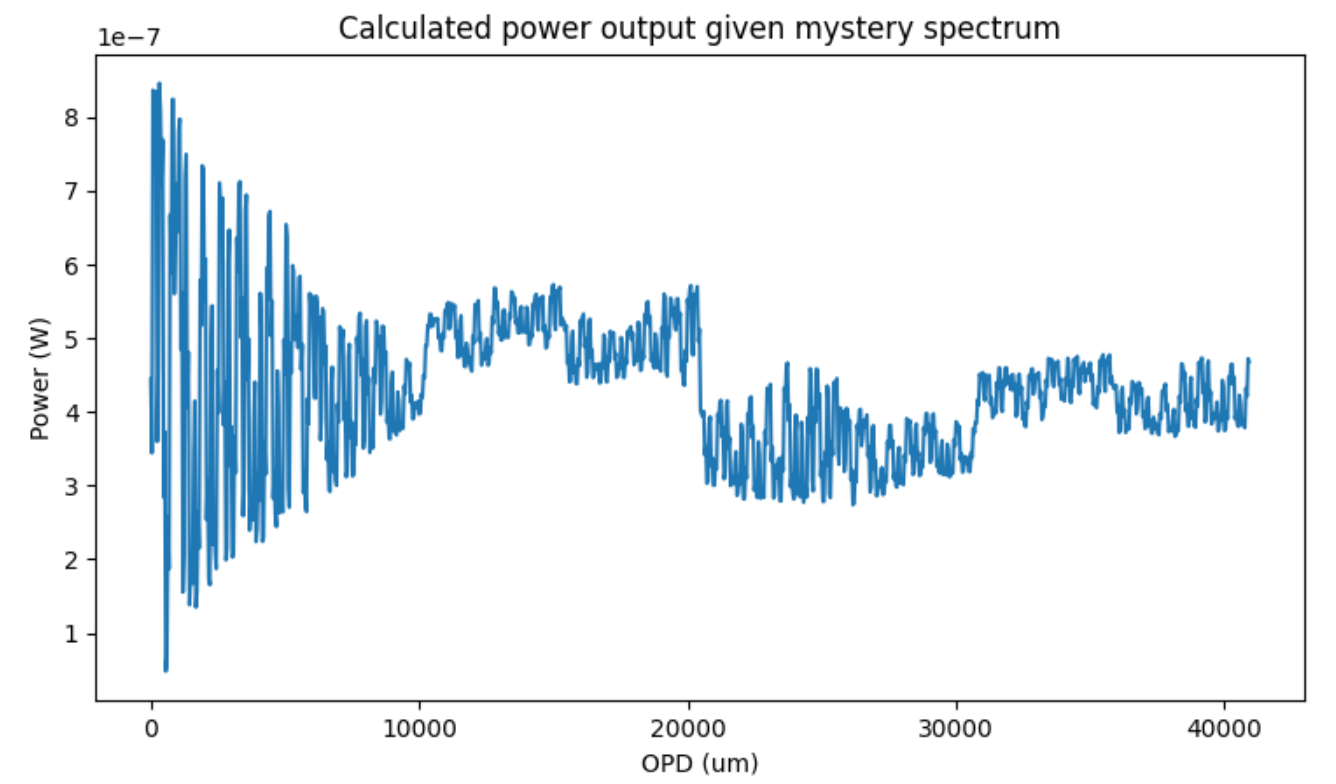 Calculated power output given mystery spectrum
1e−7
8
7
6
5
4
3
2
1
Power (W)
0 10000 20000 30000 40000
OPD (um)